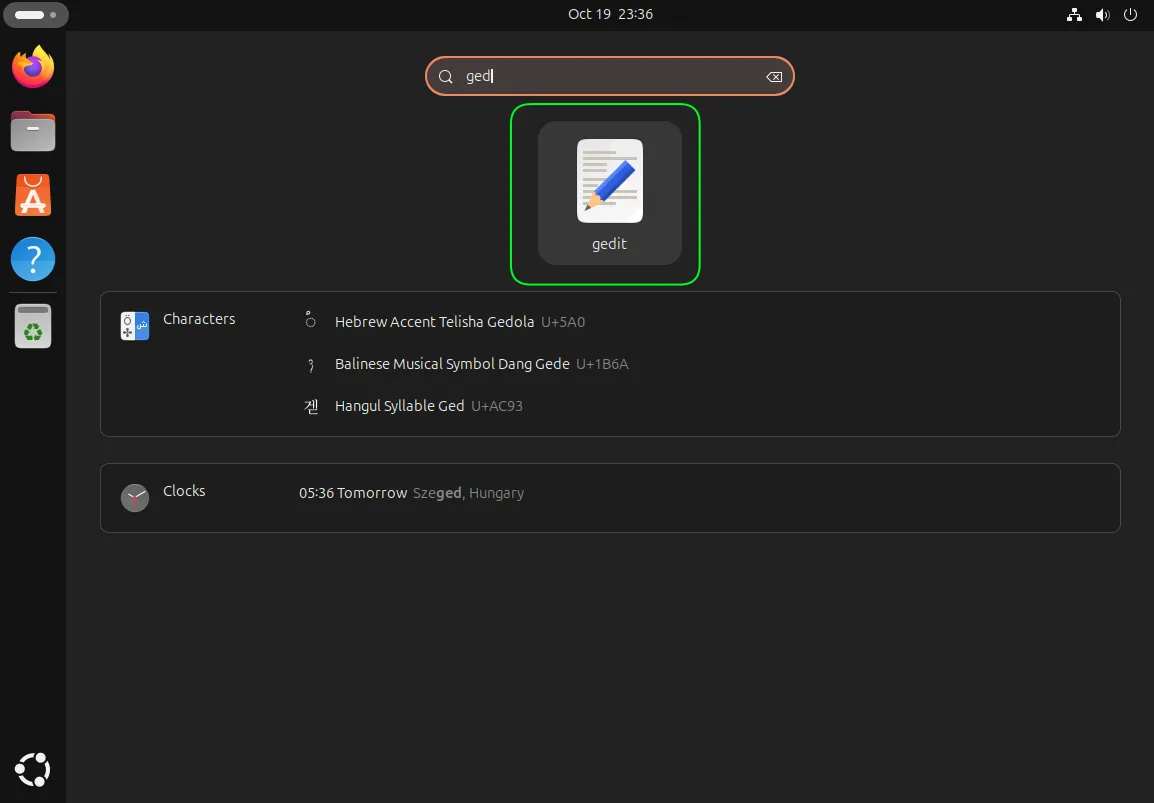 Oct 19 23:36
ged
gedit
Characters
Hebrew Accent Telisha Gedola U+5A0
Balinese Musical Symbol Dang Gede U+1B6A
겓 Hangul Syllable Ged U+AC93
Clocks
05:36 Tomorrow Szeged, Hungary